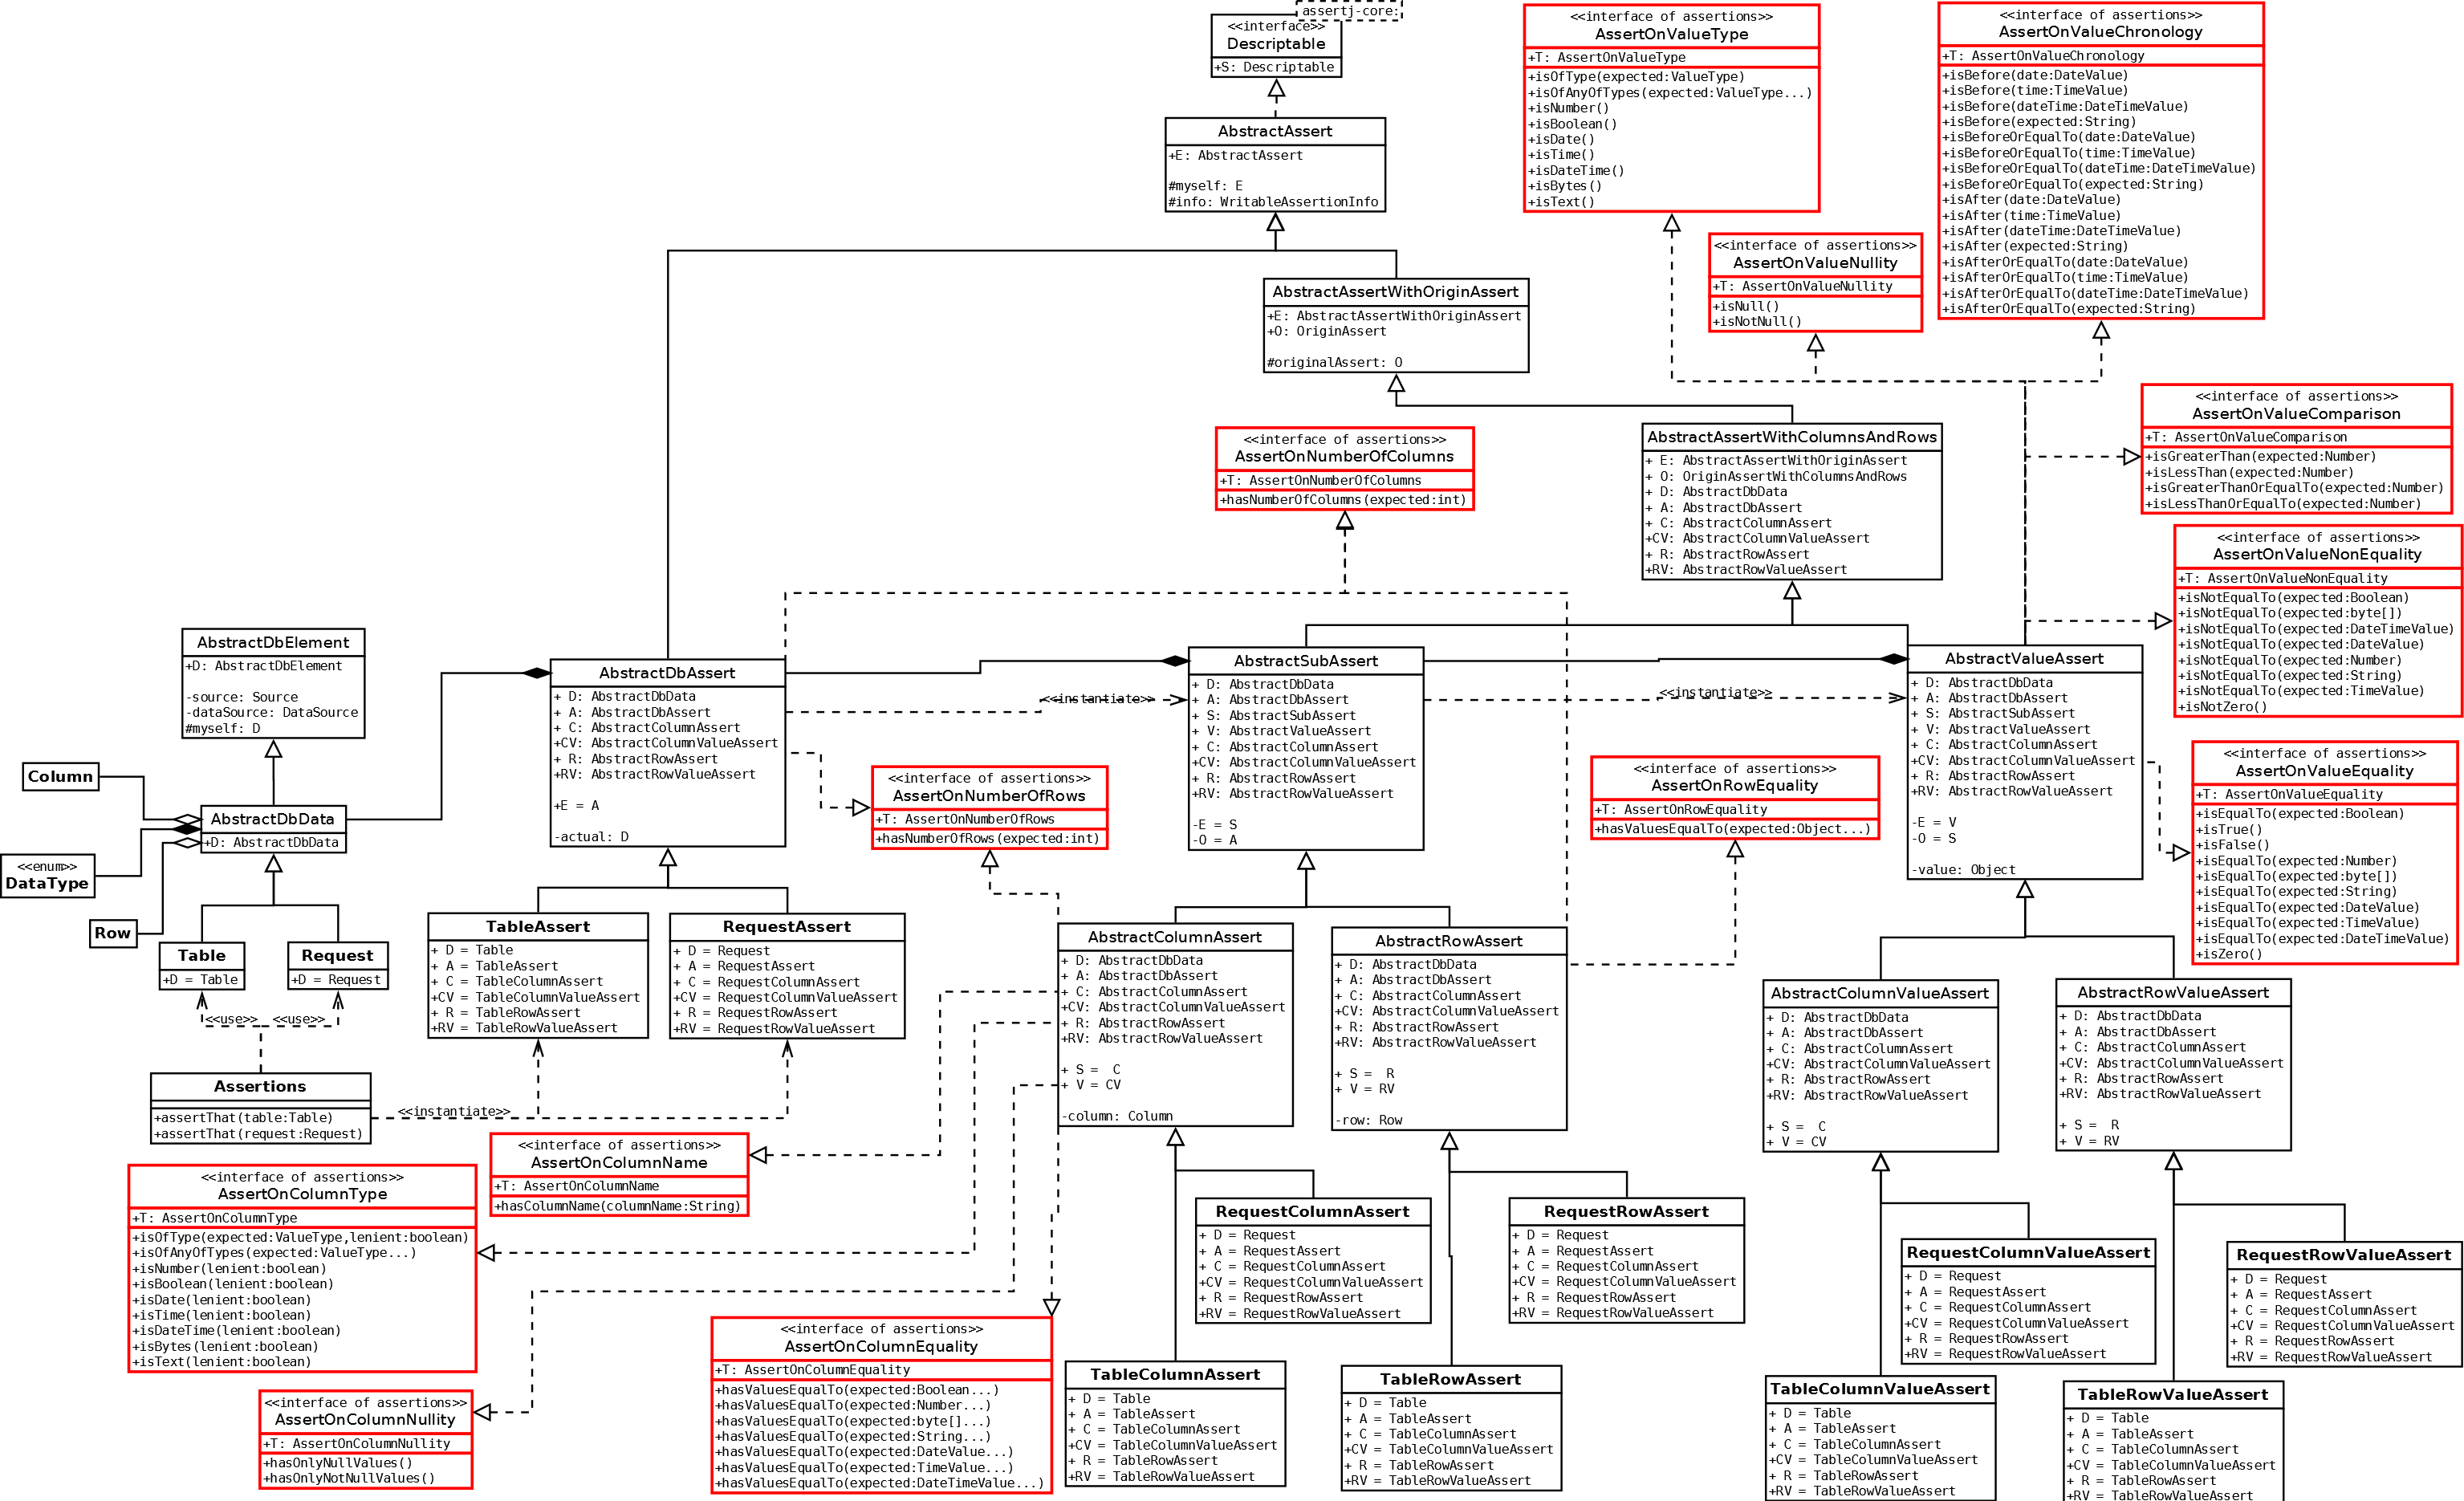 assertj-core:
<<interface>>
Descriptable
+S: Descriptable
AbstractAssert
+E: AbstractAssert
#myself: E
#info: WritableAssertionInfo
<<interface of assertions>>
AssertOnValueType
+T: AssertOnValueType
+isOfType(expected:ValueType)
+isOfAnyOfTypes(expected:ValueType...)
+isNumber()
+isBoolean()
+isDate()
+isTime()
+isDateTime()
+isBytes()
+isText()
<<interface of assertions>>
AssertOnValueChronology
+T: AssertOnValueChronology
+isBefore(date:DateValue)
+isBefore(time:TimeValue)
+isBefore(dateTime:DateTimeValue)
+isBefore(expected:String)
+isBeforeOrEqualTo(date:DateValue)
+isBeforeOrEqualTo(time:TimeValue)
+isBeforeOrEqualTo(dateTime:DateTimeValue)
+isBeforeOrEqualTo(expected:String)
+isAfter(date:DateValue)
+isAfter(time:TimeValue)
+isAfter(dateTime:DateTimeValue)
+isAfter(expected:String)
+isAfterOrEqualTo(date:DateValue)
+isAfterOrEqualTo(time:TimeValue)
+isAfterOrEqualTo(dateTime:DateTimeValue)
+isAfterOrEqualTo(expected:String)
<<interface of assertions>>
AssertOnValueNullity
+T: AssertOnValueNullity
+isNull()
+isNotNull()
AbstractAssertWithOriginAssert
+E: AbstractAssertWithOriginAssert
+O: OriginAssert
#originalAssert: O
<<interface of assertions>>
AssertOnValueComparison
+T: AssertOnValueComparison
+isGreaterThan(expected:Number)
+isLessThan(expected:Number)
+isGreaterThanOrEqualTo(expected:Number)
+isLessThanOrEqualTo(expected:Number)
<<interface of assertions>>
AssertOnNumberOfColumns
+T: AssertOnNumberOfColumns
+hasNumberOfColumns(expected:int)
AbstractAssertWithColumnsAndRows
+ E: AbstractAssertWithOriginAssert
+ O: OriginAssertWithColumnsAndRows
+ D: AbstractDbData
+ A: AbstractDbAssert
+ C: AbstractColumnAssert
+CV: AbstractColumnValueAssert
+ R: AbstractRowAssert
+RV: AbstractRowValueAssert
<<interface of assertions>>
AssertOnValueNonEquality
+T: AssertOnValueNonEquality
+isNotEqualTo(expected:Boolean)
+isNotEqualTo(expected:byte[])
+isNotEqualTo(expected:DateTimeValue)
+isNotEqualTo(expected:DateValue)
+isNotEqualTo(expected:Number)
+isNotEqualTo(expected:String)
+isNotEqualTo(expected:TimeValue)
+isNotZero()
AbstractDbElement
+D: AbstractDbElement
-source: Source
-dataSource: DataSource
#myself: D
AbstractDbAssert
+ D: AbstractDbData
+ A: AbstractDbAssert
+ C: AbstractColumnAssert
+CV: AbstractColumnValueAssert
+ R: AbstractRowAssert
+RV: AbstractRowValueAssert
+E = A
-actual: D
<<instantiate>>
AbstractSubAssert
+ D: AbstractDbData
+ A: AbstractDbAssert
+ S: AbstractSubAssert
+ V: AbstractValueAssert
+ C: AbstractColumnAssert
+CV: AbstractColumnValueAssert
+ R: AbstractRowAssert
+RV: AbstractRowValueAssert
-E = S
-O = A
<<instantiate>>
AbstractValueAssert
+ D: AbstractDbData
+ A: AbstractDbAssert
+ S: AbstractSubAssert
+ V: AbstractValueAssert
+ C: AbstractColumnAssert
+CV: AbstractColumnValueAssert
+ R: AbstractRowAssert
+RV: AbstractRowValueAssert
-E = V
-O = S
-value: Object
<<interface of assertions>>
AssertOnValueEquality
+T: AssertOnValueEquality
+isEqualTo(expected:Boolean)
+isTrue()
+isFalse()
+isEqualTo(expected:Number)
+isEqualTo(expected:byte[])
+isEqualTo(expected:String)
+isEqualTo(expected:DateValue)
+isEqualTo(expected:TimeValue)
+isEqualTo(expected:DateTimeValue)
+isZero()
<<interface of assertions>>
AssertOnNumberOfRows
+T: AssertOnNumberOfRows
+hasNumberOfRows(expected:int)
<<interface of assertions>>
AssertOnRowEquality
+T: AssertOnRowEquality
+hasValuesEqualTo(expected:Object...)
Column
AbstractDbData
+D: AbstractDbData
<<enum>>
DataType
Row
Table
+D = Table
Request
+D = Request
<<use>>
<<use>>
Assertions
+assertThat(table:Table)
+assertThat(request:Request)
<<instantiate>>
TableAssert
+ D = Table
+ A = TableAssert
+ C = TableColumnAssert
+CV = TableColumnValueAssert
+ R = TableRowAssert
+RV = TableRowValueAssert
RequestAssert
+ D = Request
+ A = RequestAssert
+ C = RequestColumnAssert
+CV = RequestColumnValueAssert
+ R = RequestRowAssert
+RV = RequestRowValueAssert
AbstractColumnAssert
+ D: AbstractDbData
+ A: AbstractDbAssert
+ C: AbstractColumnAssert
+CV: AbstractColumnValueAssert
+ R: AbstractRowAssert
+RV: AbstractRowValueAssert
+ S =  C
+ V = CV
-column: Column
AbstractRowAssert
+ D: AbstractDbData
+ A: AbstractDbAssert
+ C: AbstractColumnAssert
+CV: AbstractColumnValueAssert
+ R: AbstractRowAssert
+RV: AbstractRowValueAssert
+ S =  R
+ V = RV
-row: Row
AbstractColumnValueAssert
+ D: AbstractDbData
+ A: AbstractDbAssert
+ C: AbstractColumnAssert
+CV: AbstractColumnValueAssert
+ R: AbstractRowAssert
+RV: AbstractRowValueAssert
+ S =  C
+ V = CV
AbstractRowValueAssert
+ D: AbstractDbData
+ A: AbstractDbAssert
+ C: AbstractColumnAssert
+CV: AbstractColumnValueAssert
+ R: AbstractRowAssert
+RV: AbstractRowValueAssert
+ S =  R
+ V = RV
<<interface of assertions>>
AssertOnColumnName
+T: AssertOnColumnName
+hasColumnName(columnName:String)
<<interface of assertions>>
AssertOnColumnType
+T: AssertOnColumnType
+isOfType(expected:ValueType,lenient:boolean)
+isOfAnyOfTypes(expected:ValueType...)
+isNumber(lenient:boolean)
+isBoolean(lenient:boolean)
+isDate(lenient:boolean)
+isTime(lenient:boolean)
+isDateTime(lenient:boolean)
+isBytes(lenient:boolean)
+isText(lenient:boolean)
<<interface of assertions>>
AssertOnColumnNullity
+T: AssertOnColumnNullity
+hasOnlyNullValues()
+hasOnlyNotNullValues()
<<interface of assertions>>
AssertOnColumnEquality
+T: AssertOnColumnEquality
+hasValuesEqualTo(expected:Boolean...)
+hasValuesEqualTo(expected:Number...)
+hasValuesEqualTo(expected:byte[]...)
+hasValuesEqualTo(expected:String...)
+hasValuesEqualTo(expected:DateValue...)
+hasValuesEqualTo(expected:TimeValue...)
+hasValuesEqualTo(expected:DateTimeValue...)
RequestColumnAssert
+ D = Request
+ A = RequestAssert
+ C = RequestColumnAssert
+CV = RequestColumnValueAssert
+ R = RequestRowAssert
+RV = RequestRowValueAssert
RequestRowAssert
+ D = Request
+ A = RequestAssert
+ C = RequestColumnAssert
+CV = RequestColumnValueAssert
+ R = RequestRowAssert
+RV = RequestRowValueAssert
RequestColumnValueAssert
+ D = Request
+ A = RequestAssert
+ C = RequestColumnAssert
+CV = RequestColumnValueAssert
+ R = RequestRowAssert
+RV = RequestRowValueAssert
RequestRowValueAssert
+ D = Request
+ A = RequestAssert
+ C = RequestColumnAssert
+CV = RequestColumnValueAssert
+ R = RequestRowAssert
+RV = RequestRowValueAssert
TableColumnAssert
+ D = Table
+ A = TableAssert
+ C = TableColumnAssert
+CV = TableColumnValueAssert
+ R = TableRowAssert
+RV = TableRowValueAssert
TableRowAssert
+ D = Table
+ A = TableAssert
+ C = TableColumnAssert
+CV = TableColumnValueAssert
+ R = TableRowAssert
+RV = TableRowValueAssert
TableColumnValueAssert
+ D = Table
+ A = TableAssert
+ C = TableColumnAssert
+CV = TableColumnValueAssert
+ R = TableRowAssert
+RV = TableRowValueAssert
TableRowValueAssert
+ D = Table
+ A = TableAssert
+ C = TableColumnAssert
+CV = TableColumnValueAssert
+ R = TableRowAssert
+RV = TableRowValueAssert